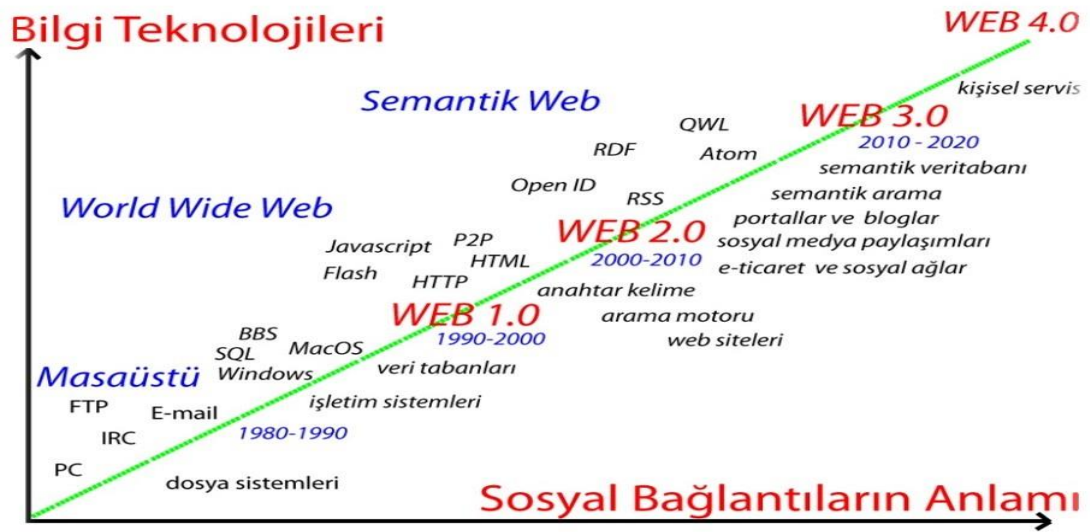 Bilgi Teknolojileri
WEB 4.0
kişisel servis
Semantik Web
WEB 3.0
QWL
2010 - 2020
RDF
Atom
semantik veritabanı
Open ID
RSS
semantik arama
World Wide Web
portallar ve bloglar
WEB 2.0
sosyal medya paylaşımları
Javascript
P2P
2000-2010
HTML
e-ticaret ve sosyal ağlar
Flash
HTTP
anahtar kelime
WEB 1.0
arama motoru
1990-2000
web siteleri
BBS
MacOS
SQL
veri tabanları
Masaüstü
Windows
işletim sistemleri
FTP
E-mail
1980-1990
IRC
PC
dosya sistemleri
Sosyal Bağlantıların Anlamı